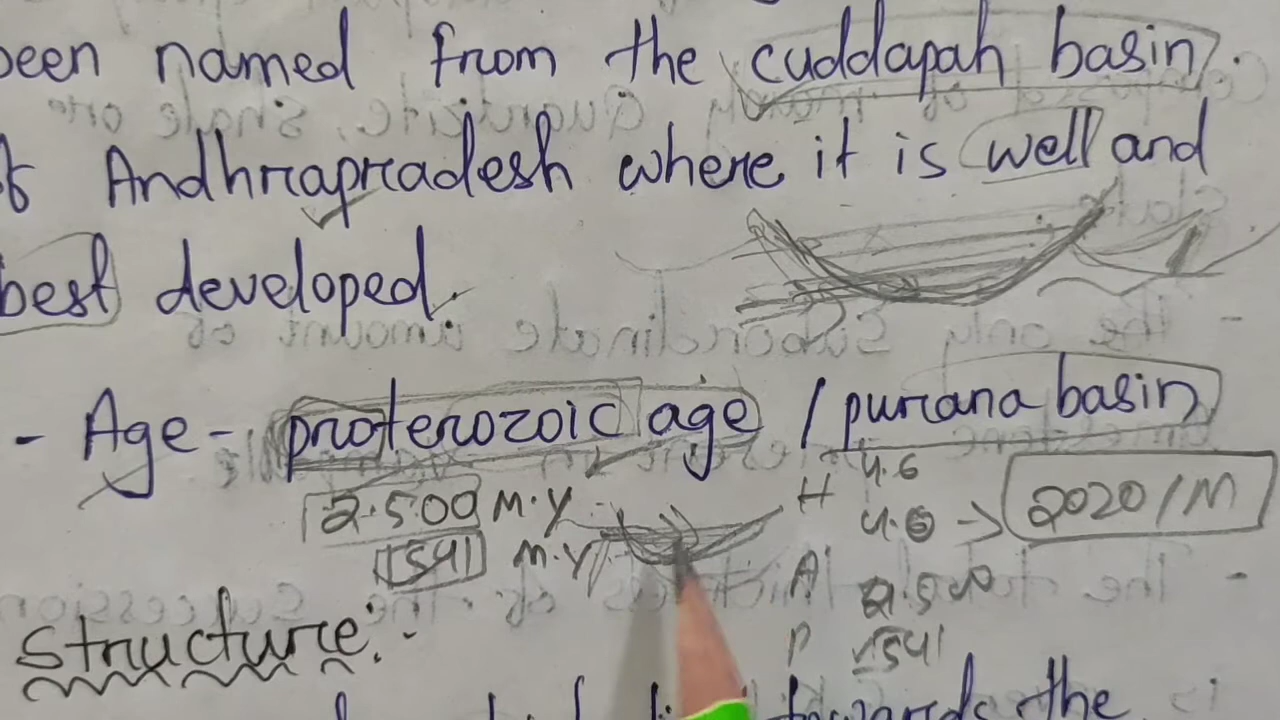 been named from the cuddapah basin.
of Andhrapradesh where it is well and
best developed.
- Age - proterozoic age / purana basin
2.500 M.Y H 4.6
541 M.Y 4.0 → 2020/M
A 2.500
P 541
Structure:-
towards the